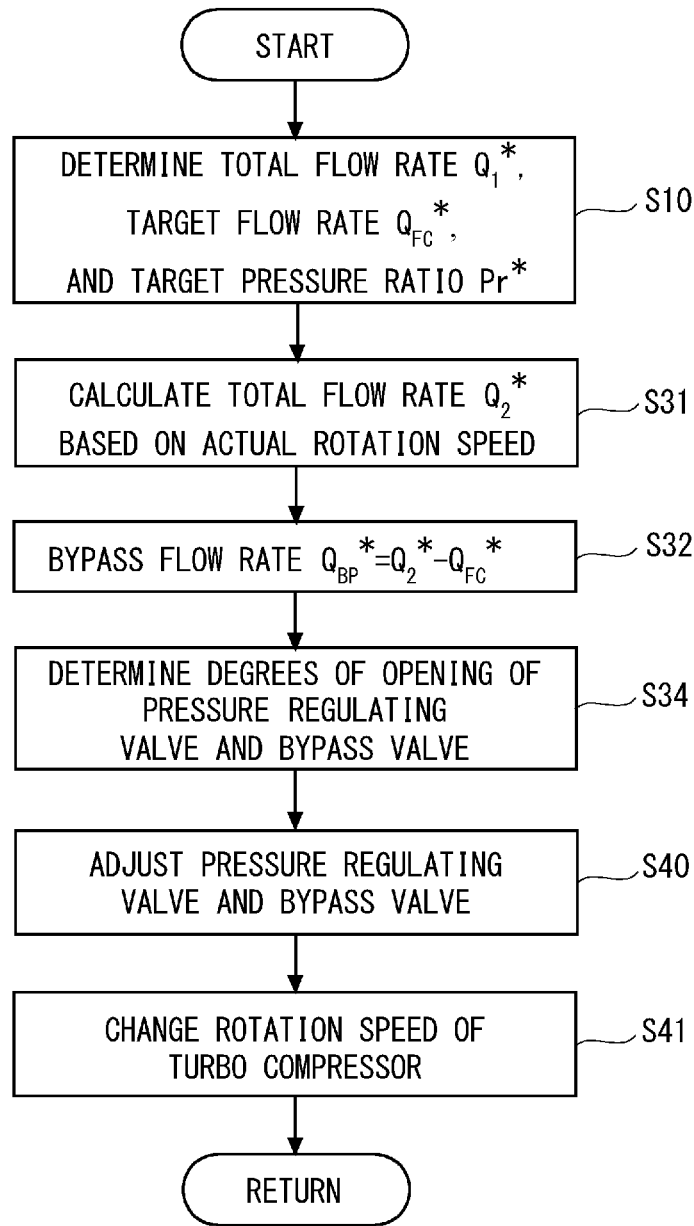 START
DETERMINE TOTAL FLOW RATE Q₁*,
TARGET FLOW RATE Q_FC*,
AND TARGET PRESSURE RATIO Pr*
S10
CALCULATE TOTAL FLOW RATE Q₂*
BASED ON ACTUAL ROTATION SPEED
S31
BYPASS FLOW RATE Q_BP*=Q₂*-Q_FC*
S32
DETERMINE DEGREES OF OPENING OF
PRESSURE REGULATING
VALVE AND BYPASS VALVE
S34
ADJUST PRESSURE REGULATING
VALVE AND BYPASS VALVE
S40
CHANGE ROTATION SPEED OF
TURBO COMPRESSOR
S41
RETURN